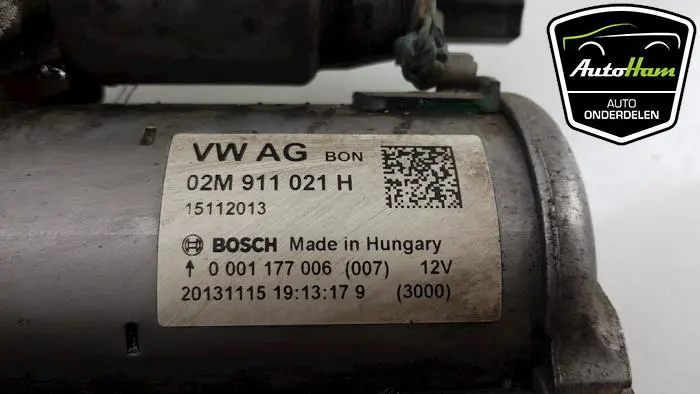 AutoHam
AUTO
ONDERDELEN
VW AG BON
02M 911 021 H
15112013
BOSCH Made in Hungary
0 001 177 006 (007) 12V
20131115 19:13:17 9 (3000)